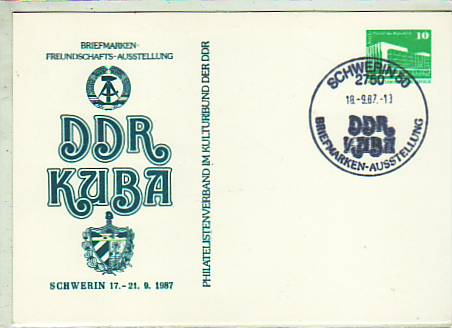 BRIEFMARKEN-
FREUNDSCHAFTS-AUSSTELLUNG
DDR
KUBA
SCHWERIN 17.-21. 9. 1987
PHILATELISTENVERBAND IM KULTURBUND DER DDR
10
SCHWERIN 50
2760
18.-9.87.-13
DDR
KUBA
BRIEFMARKEN-AUSSTELLUNG